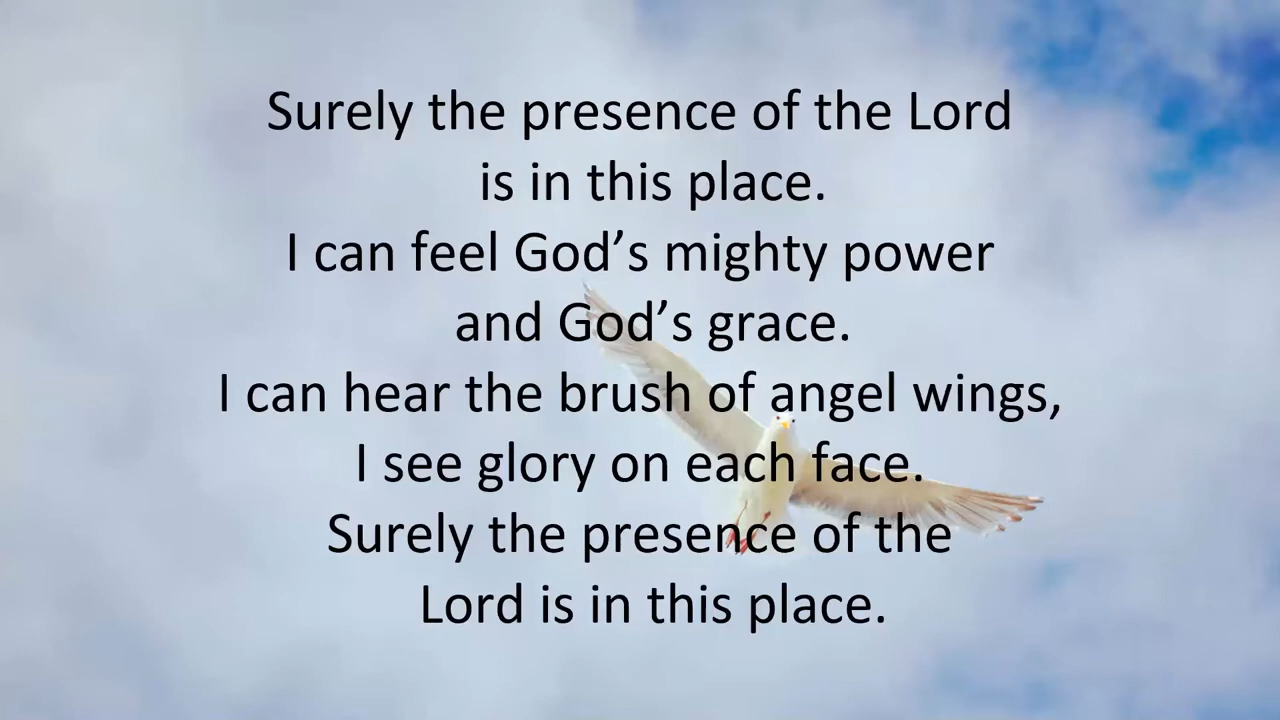 Surely the presence of the Lord
is in this place.
I can feel God’s mighty power
and God’s grace.
I can hear the brush of angel wings,
I see glory on each face.
Surely the presence of the
Lord is in this place.